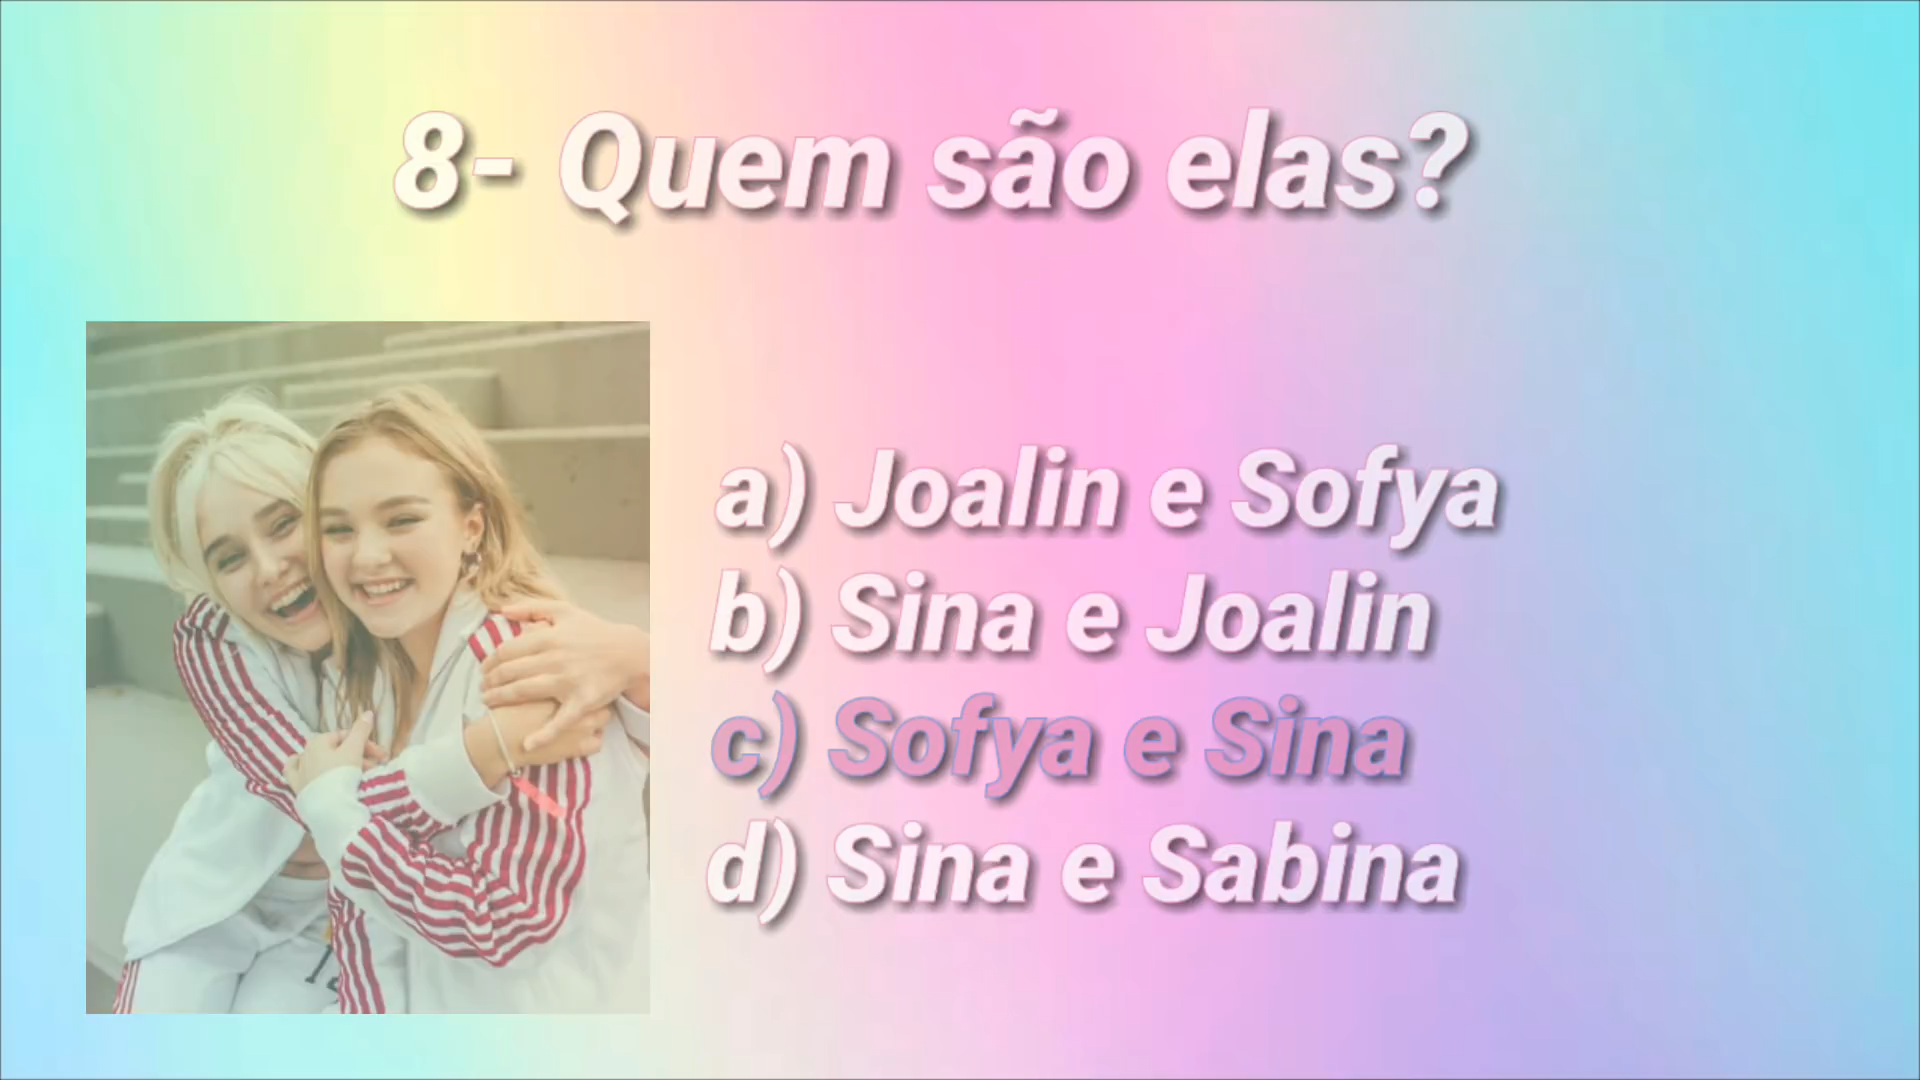 8- Quem são elas?
a) Joalin e Sofya
b) Sina e Joalin
c) Sofya e Sina
d) Sina e Sabina